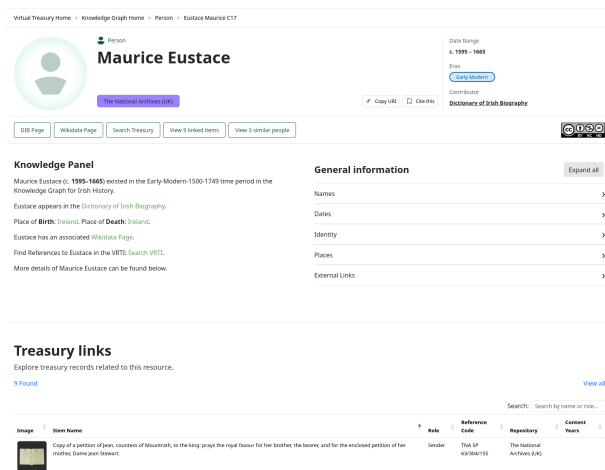 Virtual Treasury Home > Knowledge Graph Home > Person > Eustace Maurice C17
Person
Maurice Eustace
The National Archives (UK)
Copy URI
Cite this
Date Range
c. 1595 – 1665
Eras
Early Modern
Contributor
Dictionary of Irish Biography
DIB Page
Wikidata Page
Search Treasury
View 9 linked items
View 3 similar people
CC BY NC ND
Knowledge Panel
Maurice Eustace (c. 1595–1665) existed in the Early-Modern-1500-1749 time period in the
Knowledge Graph for Irish History.
Eustace appears in the Dictionary of Irish Biography.
Place of Birth: Ireland. Place of Death: Ireland.
Eustace has an associated Wikidata Page.
Find References to Eustace in the VRTI: Search VRTI.
More details of Maurice Eustace can be found below.
General information
Expand all
Names
Dates
Identity
Places
External Links
Treasury links
Explore treasury records related to this resource.
9 Found
View all
Search: Search by name or role...
Image
Item Name
Role
Reference
Code
Repository
Content
Years
Copy of a petition of Jean, countess of Mountrath, to the king: prays the royal favour for her brother, the bearer, and for the enclosed petition of her
mother, Dame Jean Stewart.
Sender
TNA SP
63/304/155
The National
Archives (UK)